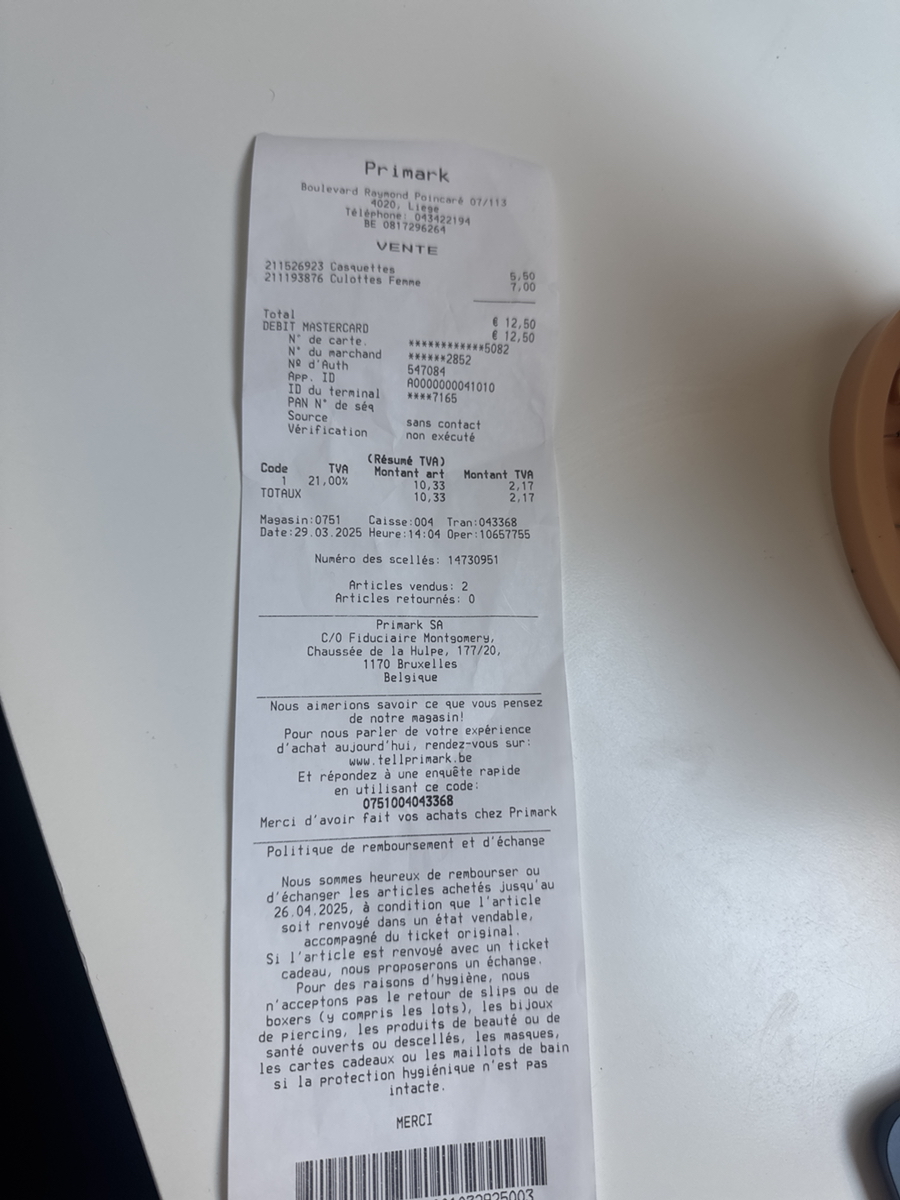 Primark
Boulevard Raymond Poincaré 07/113
4020, Liège
Téléphone: 043422194
BE 0817296264
VENTE
211526923 Casquettes 5,50
211193876 Culottes Femme 7,00
Total € 12,50
DEBIT MASTERCARD € 12,50
N° de carte. ************5082
N° du marchand ******2852
Nº d'Auth 547084
App. ID A0000000041010
ID du terminal ****7165
PAN N° de séq
Source sans contact
Vérification non exécuté
(Résumé TVA)
Code TVA Montant art Montant TVA
1 21,00% 10,33 2,17
TOTAUX 10,33 2,17
Magasin:0751 Caisse:004 Tran:043368
Date:29.03.2025 Heure:14:04 Oper:10657755
Numéro des scellés: 14730951
Articles vendus: 2
Articles retournés: 0
Primark SA
C/O Fiduciaire Montgomery,
Chaussée de la Hulpe, 177/20,
1170 Bruxelles
Belgique
Nous aimerions savoir ce que vous pensez
de notre magasin!
Pour nous parler de votre expérience
d'achat aujourd'hui, rendez-vous sur:
www.tellprimark.be
Et répondez à une enquête rapide
en utilisant ce code:
0751004043368
Merci d'avoir fait vos achats chez Primark
Politique de remboursement et d'échange
Nous sommes heureux de rembourser ou
d'échanger les articles achetés jusqu'au
26.04.2025, à condition que l'article
soit renvoyé dans un état vendable,
accompagné du ticket original.
Si l'article est renvoyé avec un ticket
cadeau, nous proposerons un échange.
Pour des raisons d'hygiène, nous
n'acceptons pas le retour de slips ou de
boxers (y compris les lots), les bijoux
de piercing, les produits de beauté ou de
santé ouverts ou descellés, les masques,
les cartes cadeaux ou les maillots de bain
si la protection hygiénique n'est pas
intacte.
MERCI